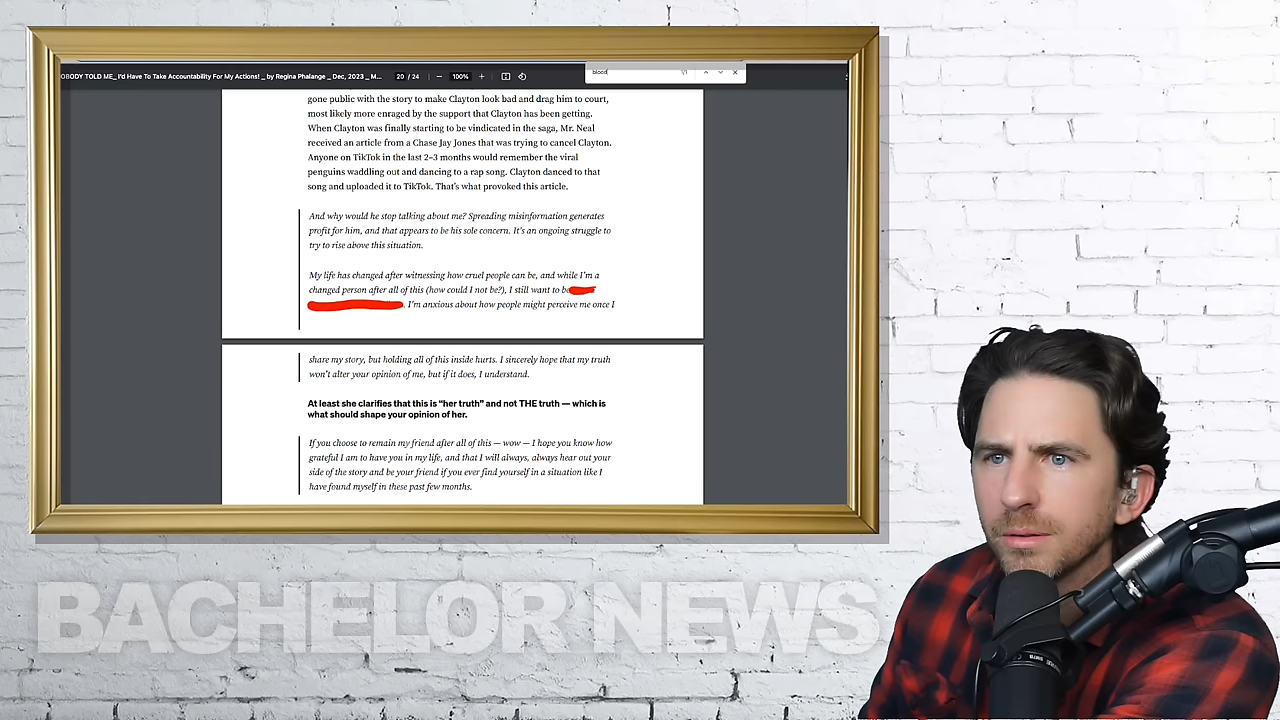 OBODY TOLD ME_ I'd Have To Take Accountability For My Actions! _ by Regina Phalange _ Dec, 2023 _ M...
20 / 24
100%
blood
1/1
gone public with the story to make Clayton look bad and drag him to court,
most likely more enraged by the support that Clayton has been getting.
When Clayton was finally starting to be vindicated in the saga, Mr. Neal
received an article from a Chase Jay Jones that was trying to cancel Clayton.
Anyone on TikTok in the last 2–3 months would remember the viral
penguins waddling out and dancing to a rap song. Clayton danced to that
song and uploaded it to TikTok. That's what provoked this article.
And why would he stop talking about me? Spreading misinformation generates
profit for him, and that appears to be his sole concern. It's an ongoing struggle to
try to rise above this situation.
My life has changed after witnessing how cruel people can be, and while I'm a
changed person after all of this (how could I not be?), I still want to be
. I'm anxious about how people might perceive me once I
share my story, but holding all of this inside hurts. I sincerely hope that my truth
won't alter your opinion of me, but if it does, I understand.
At least she clarifies that this is “her truth” and not THE truth — which is
what should shape your opinion of her.
If you choose to remain my friend after all of this — wow — I hope you know how
grateful I am to have you in my life, and that I will always, always hear out your
side of the story and be your friend if you ever find yourself in a situation like I
have found myself in these past few months.
BACHELOR NEWS